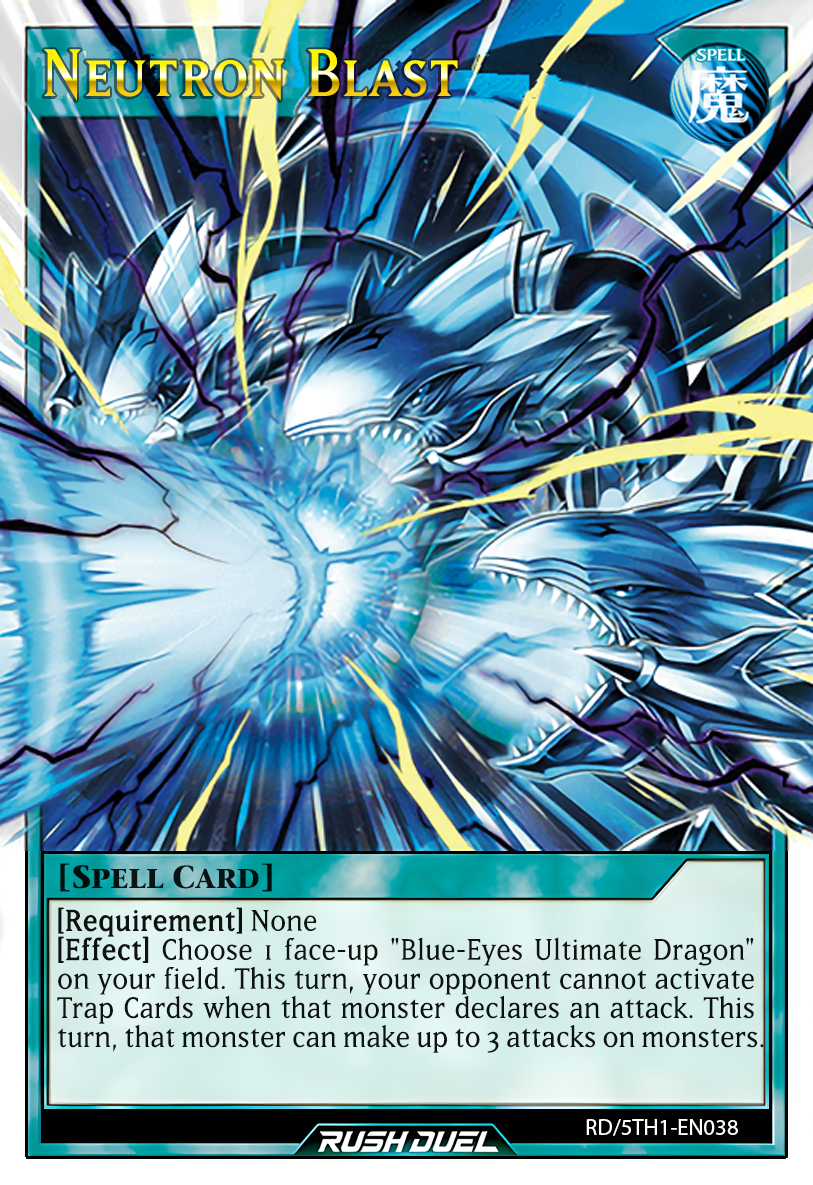 Neutron Blast
SPELL
魔
[Spell Card]
[Requirement] None
[Effect] Choose 1 face-up "Blue-Eyes Ultimate Dragon"
on your field. This turn, your opponent cannot activate
Trap Cards when that monster declares an attack. This
turn, that monster can make up to 3 attacks on monsters.
RD/5TH1-EN038
RUSH DUEL